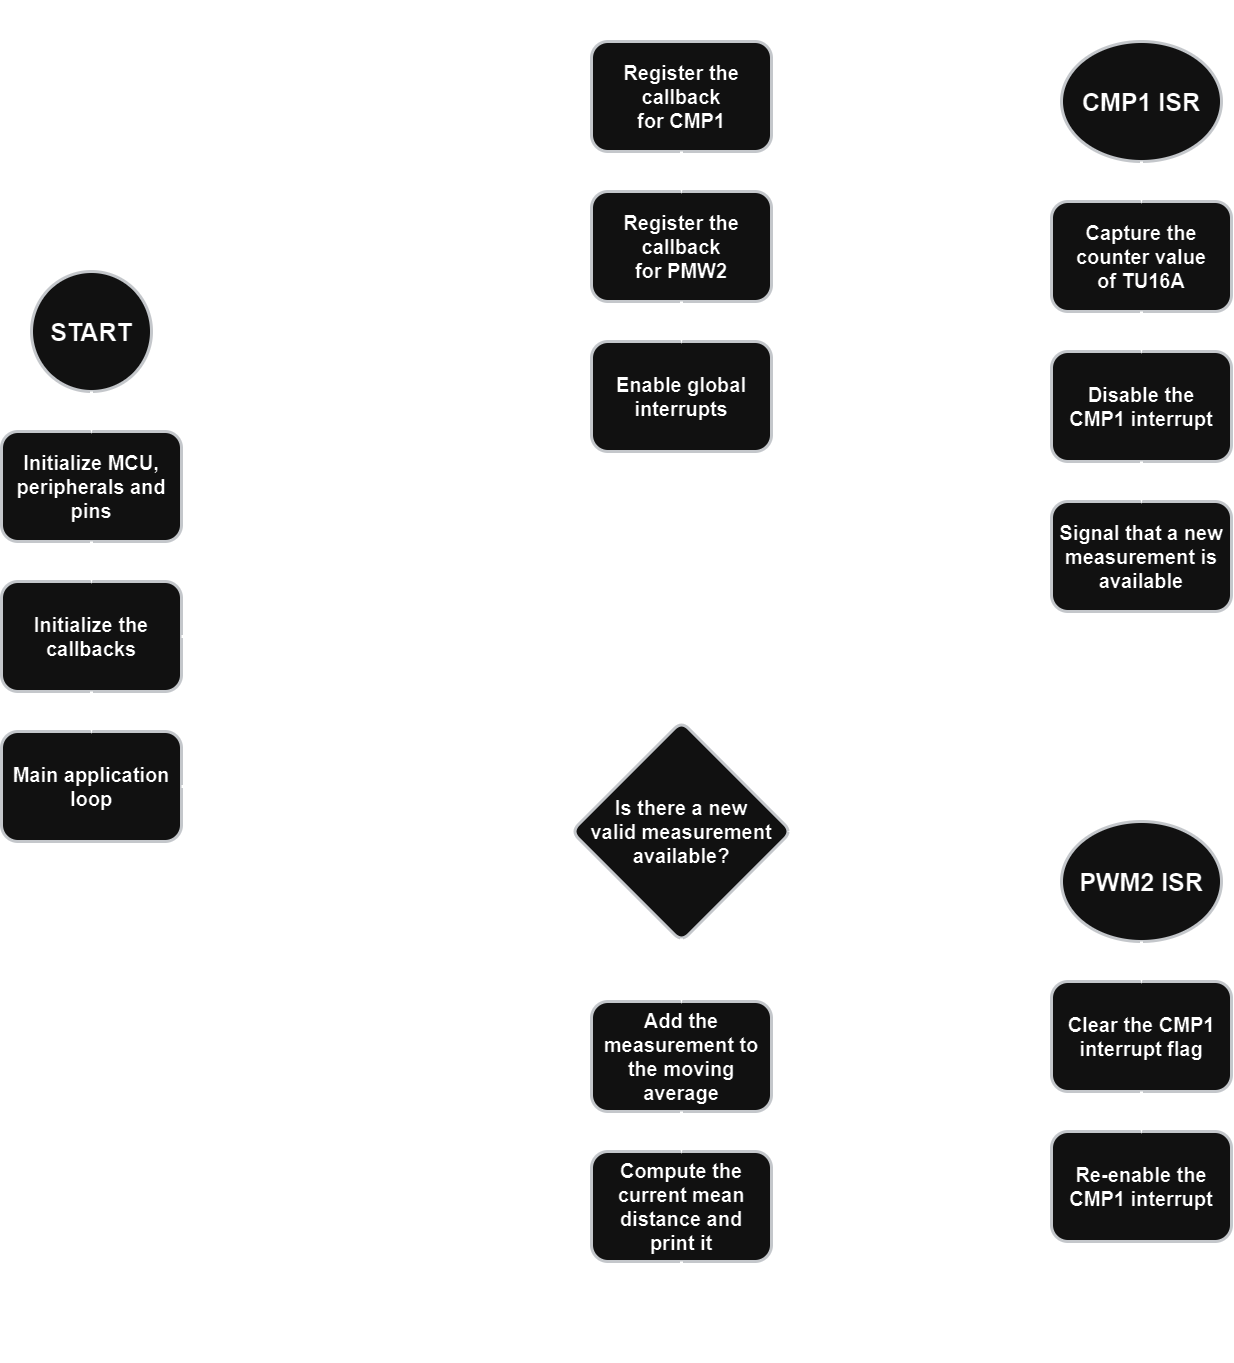 START
Initialize MCU,
peripherals and
pins
Initialize the
callbacks
Main application
loop
Register the
callback
for CMP1
Register the
callback
for PMW2
Enable global
interrupts
Is there a new
valid measurement
available?
Add the
measurement to
the moving
average
Compute the
current mean
distance and
print it
CMP1 ISR
Capture the
counter value
of TU16A
Disable the
CMP1 interrupt
Signal that a new
measurement is
available
PWM2 ISR
Clear the CMP1
interrupt flag
Re-enable the
CMP1 interrupt